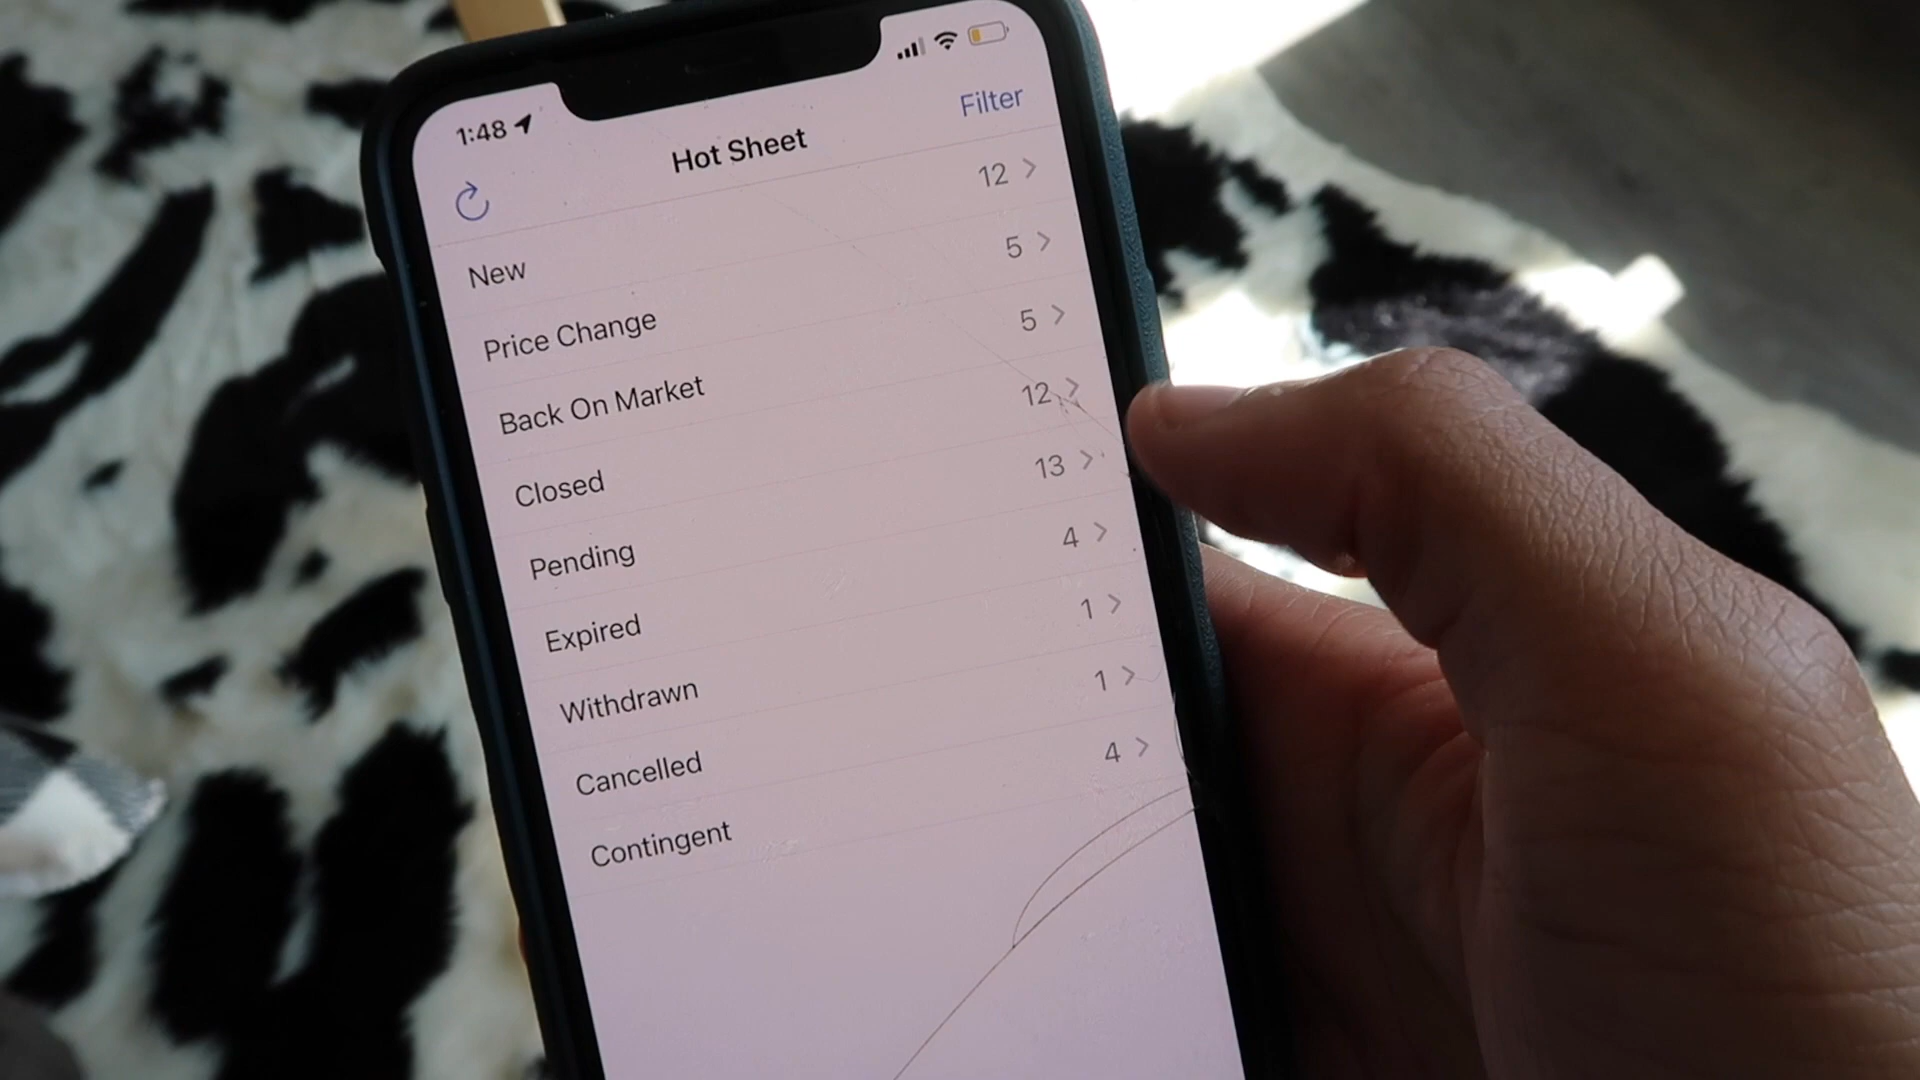 1:48
Filter
Hot Sheet
New 12
Price Change 5
Back On Market 5
Closed 12
Pending 13
Expired 4
Withdrawn 1
Cancelled 1
Contingent 4